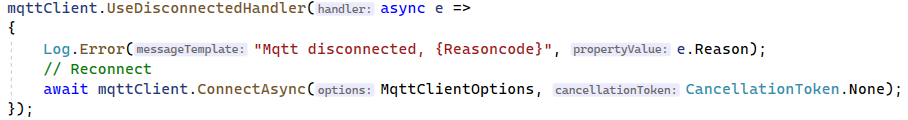 mqttClient.UseDisconnectedHandler(handler: async e =>
{
Log.Error(messageTemplate: "Mqtt disconnected, {Reasoncode}", propertyValue: e.Reason);
// Reconnect
await mqttClient.ConnectAsync(options: MqttClientOptions, cancellationToken: CancellationToken.None);
});